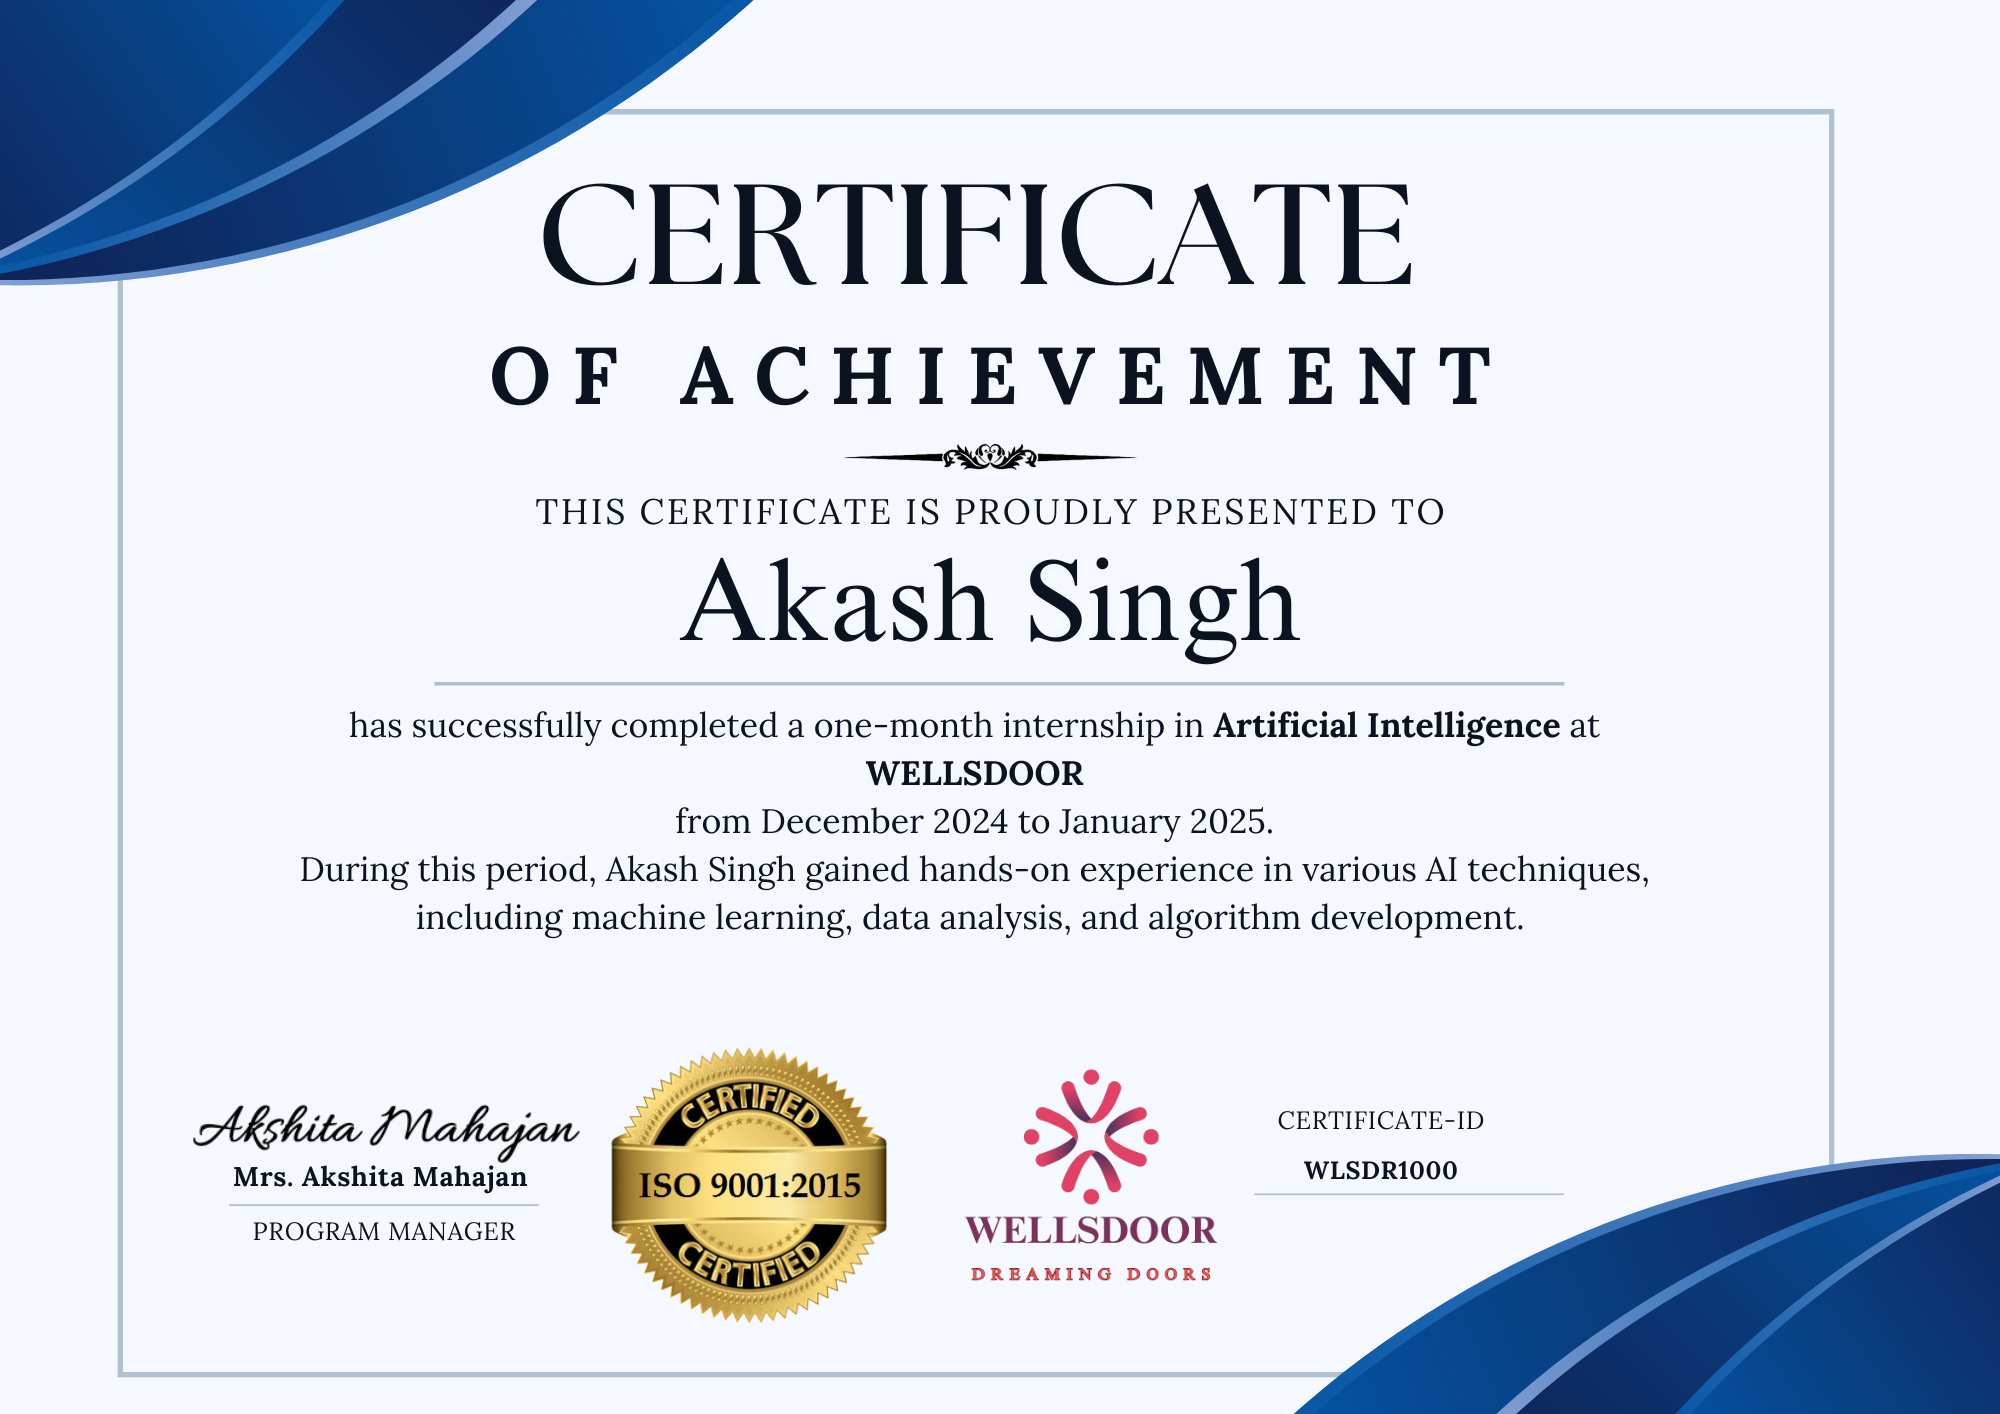 CERTIFICATE
OF ACHIEVEMENT
THIS CERTIFICATE IS PROUDLY PRESENTED TO
Akash Singh
has successfully completed a one-month internship in Artificial Intelligence at
WELLSDOOR
from December 2024 to January 2025.
During this period, Akash Singh gained hands-on experience in various AI techniques,
including machine learning, data analysis, and algorithm development.
Akshita Mahajan
Mrs. Akshita Mahajan
PROGRAM MANAGER
CERTIFIED
ISO 9001:2015
CERTIFIED
WELLSDOOR
DREAMING DOORS
CERTIFICATE-ID
WLSDR1000